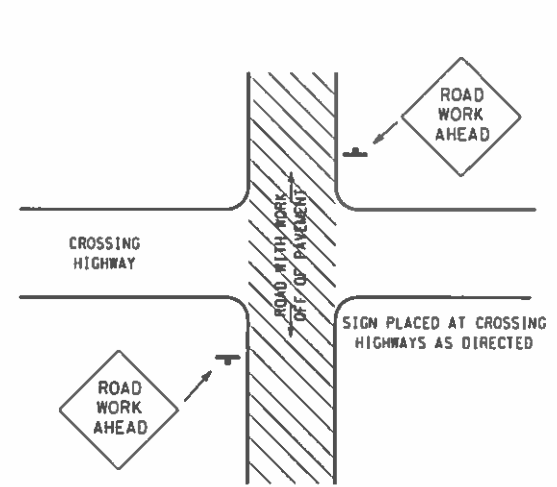 ROAD
WORK
AHEAD
CROSSING
HIGHWAY
ROAD WITH WORK
OFF OF PAVEMENT
SIGN PLACED AT CROSSING
HIGHWAYS AS DIRECTED
ROAD
WORK
AHEAD